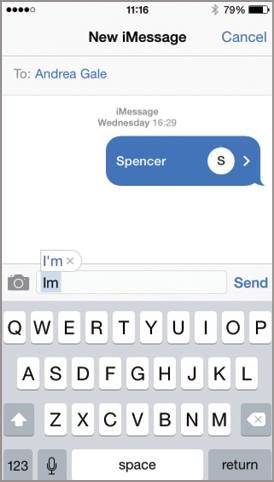 11:16 79%
New iMessage Cancel
To: Andrea Gale
iMessage
Wednesday 16:29
Spencer S
I'm ×
Im Send
Q W E R T Y U I O P
A S D F G H J K L
Z X C V B N M
123 space return